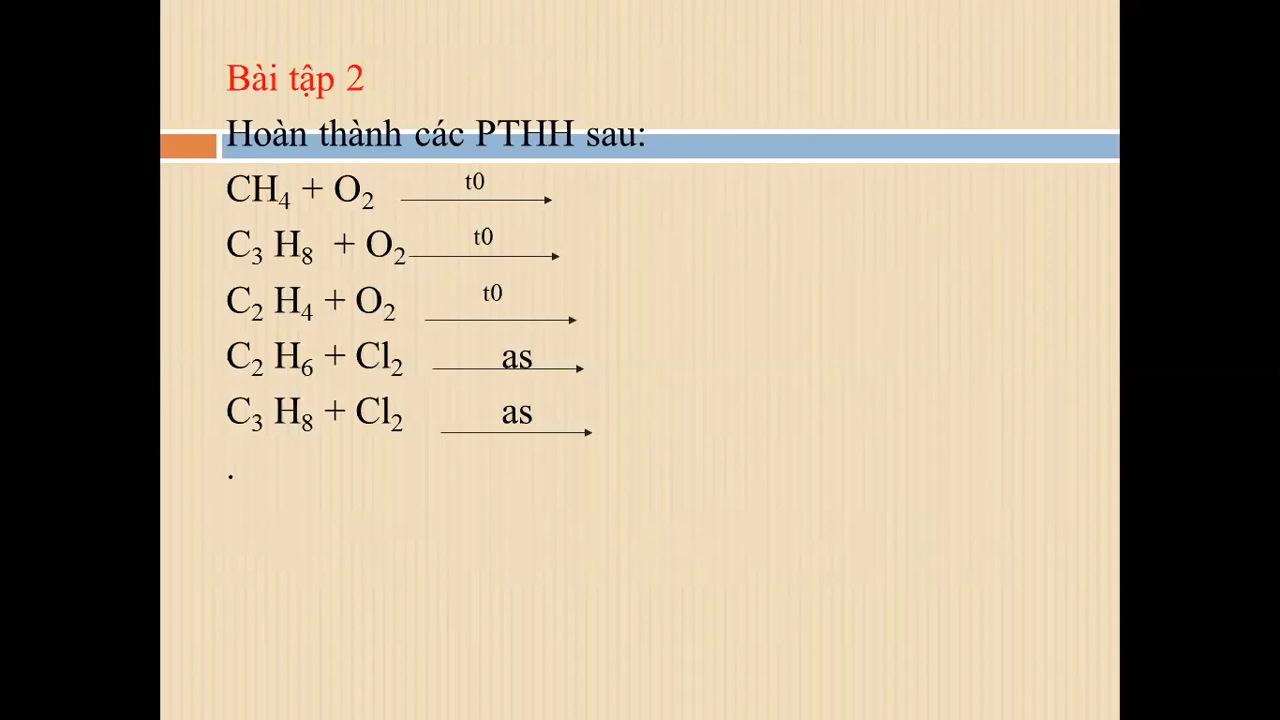 Bài tập 2
Hoàn thành các PTHH sau:
CH₄ + O₂ t0
C₃ H₈ + O₂ t0
C₂ H₄ + O₂ t0
C₂ H₆ + Cl₂ as
C₃ H₈ + Cl₂ as
.